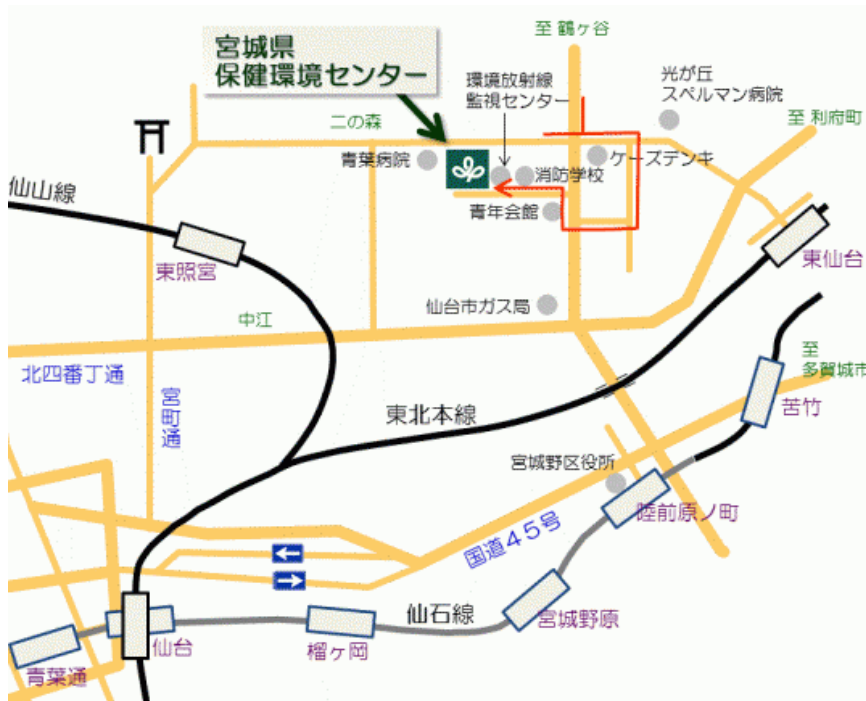 宮城県
保健環境センター
至 鶴ヶ谷
環境放射線
監視センター
光が丘
スペルマン病院
至 利府町
二の森
青葉病院
消防学校
ケーズデンキ
青年会館
仙山線
東照宮
東仙台
仙台市ガス局
中江
北四番丁通
宮町通
東北本線
至
多賀城市
苦竹
宮城野区役所
陸前原ノ町
国道45号
仙石線
宮城野原
榴ヶ岡
仙台
青葉通